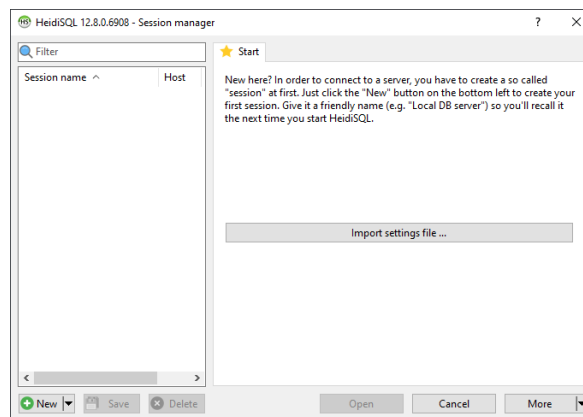 HS
HeidiSQL 12.8.0.6908 - Session manager
?
Filter
Start
Session name
Host
New here? In order to connect to a server, you have to create a so called
"session" at first. Just click the "New" button on the bottom left to create your
first session. Give it a friendly name (e.g. "Local DB server") so you'll recall it
the next time you start HeidiSQL.
Import settings file ...
New
Save
Delete
Open
Cancel
More